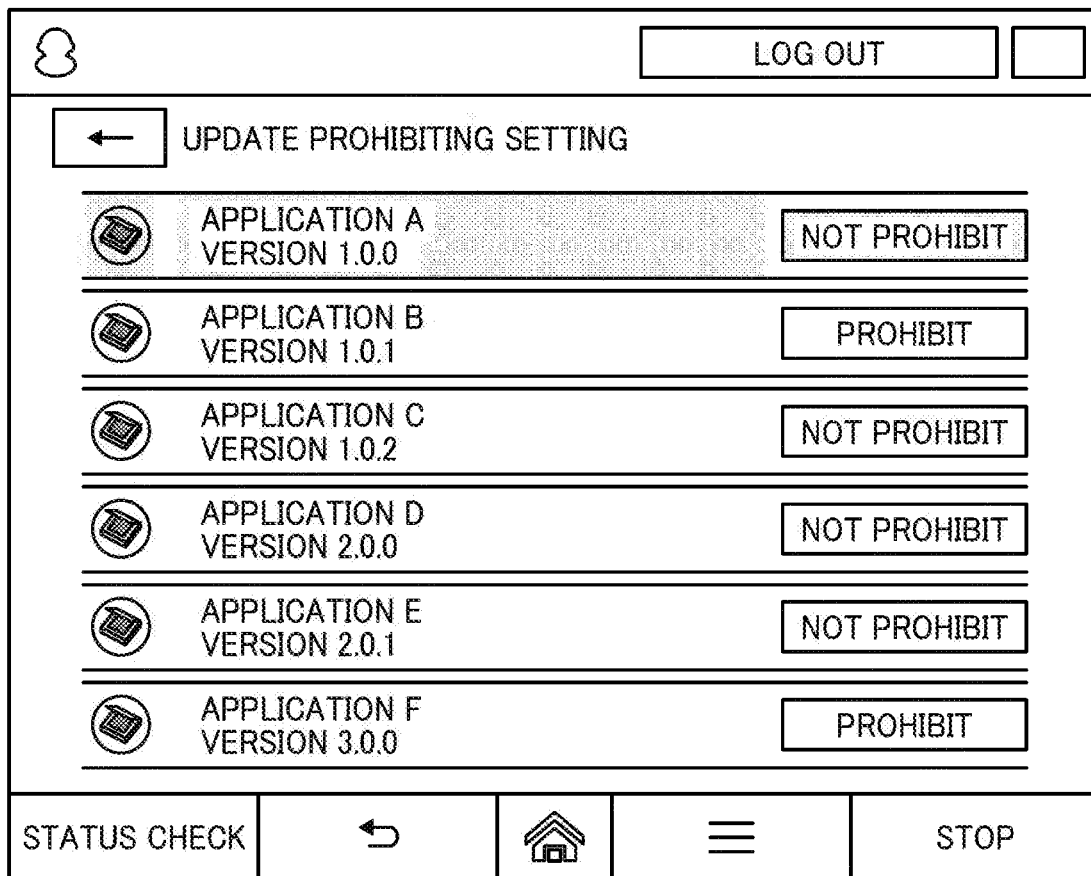 LOG OUT
UPDATE PROHIBITING SETTING
APPLICATION A
VERSION 1.0.0
NOT PROHIBIT
APPLICATION B
VERSION 1.0.1
PROHIBIT
APPLICATION C
VERSION 1.0.2
NOT PROHIBIT
APPLICATION D
VERSION 2.0.0
NOT PROHIBIT
APPLICATION E
VERSION 2.0.1
NOT PROHIBIT
APPLICATION F
VERSION 3.0.0
PROHIBIT
STATUS CHECK
STOP